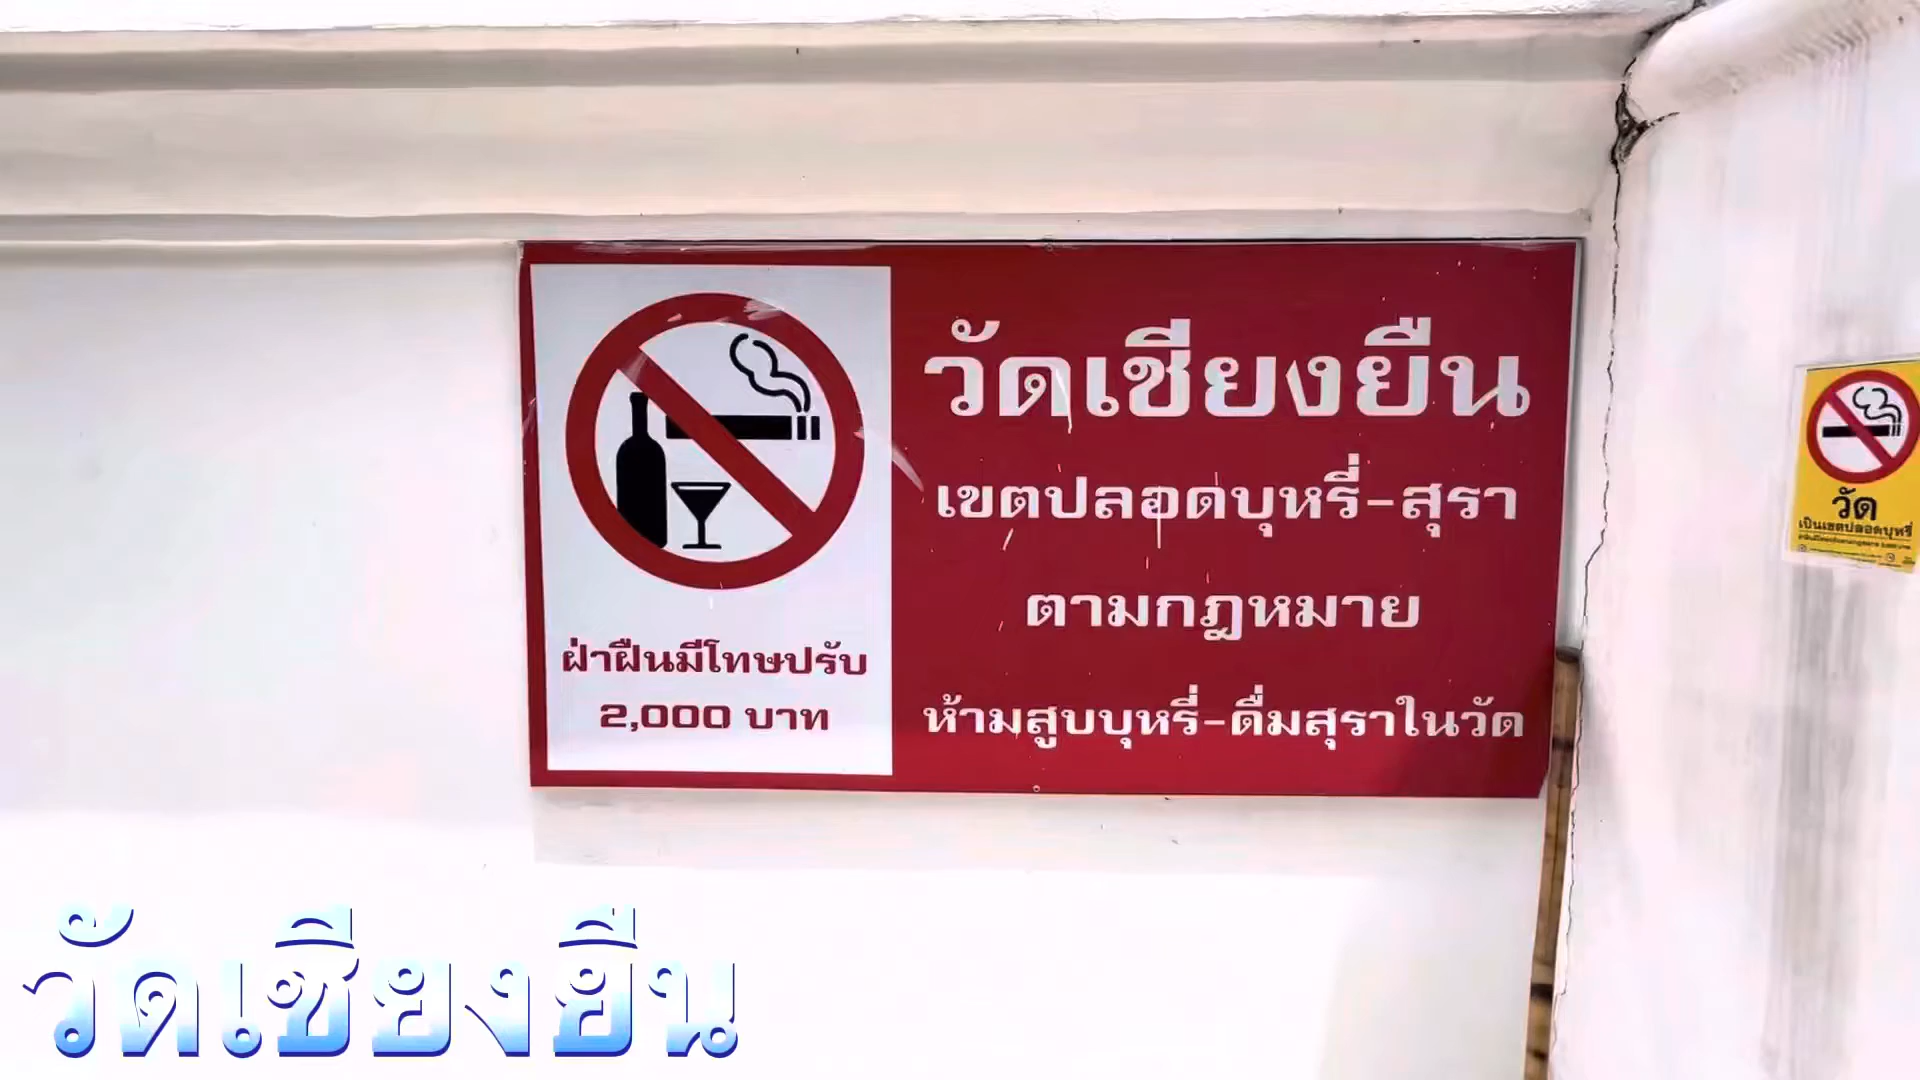 วัดเชียงยืน
เขตปลอดบุหรี่-สุรา
ตามกฎหมาย
ห้ามสูบบุหรี่-ดื่มสุราในวัด
ฝ่าฝืนมีโทษปรับ
2,000 บาท
วัด
เป็นเขตปลอดบุหรี่
วัดเชียงยืน